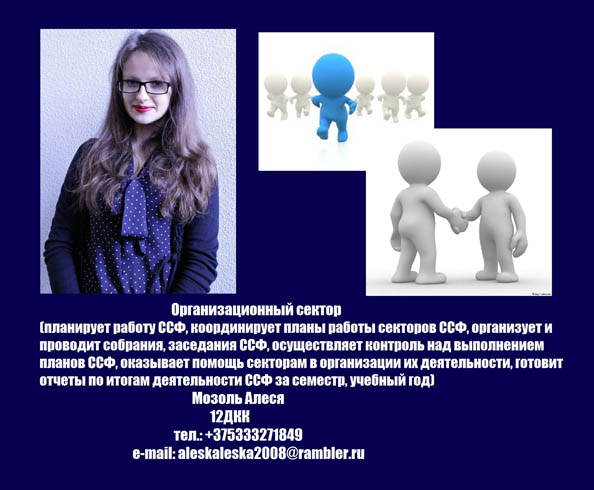 Организационный сектор
(планирует работу ССФ, координирует планы работы секторов ССФ, организует и
проводит собрания, заседания ССФ, осуществляет контроль над выполнением
планов ССФ, оказывает помощь секторам в организации их деятельности, готовит
отчеты по итогам деятельности ССФ за семестр, учебный год)
Мозоль Алеся
12ДКК
тел.: +375333271849
e-mail: aleskaleska2008@rambler.ru